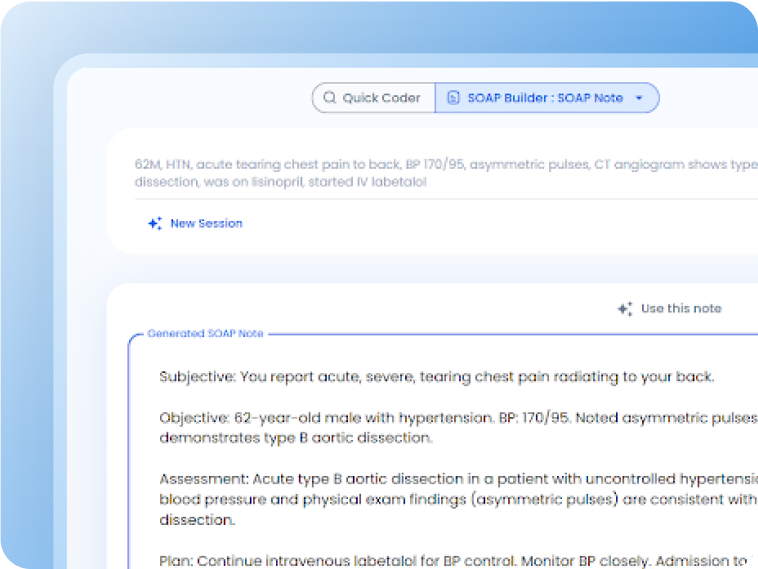 Quick Coder
SOAP Builder : SOAP Note
62M, HTN, acute tearing chest pain to back, BP 170/95, asymmetric pulses, CT angiogram shows type
dissection, was on lisinopril, started IV labetalol
New Session
Use this note
Generated SOAP Note
Subjective: You report acute, severe, tearing chest pain radiating to your back.
Objective: 62-year-old male with hypertension. BP: 170/95. Noted asymmetric pulses
demonstrates type B aortic dissection.
Assessment: Acute type B aortic dissection in a patient with uncontrolled
blood pressure and physical exam findings (asymmetric pulses) are consistent with
dissection.
Plan: Continue intravenous labetalol for BP control. Monitor BP closely. Admission to